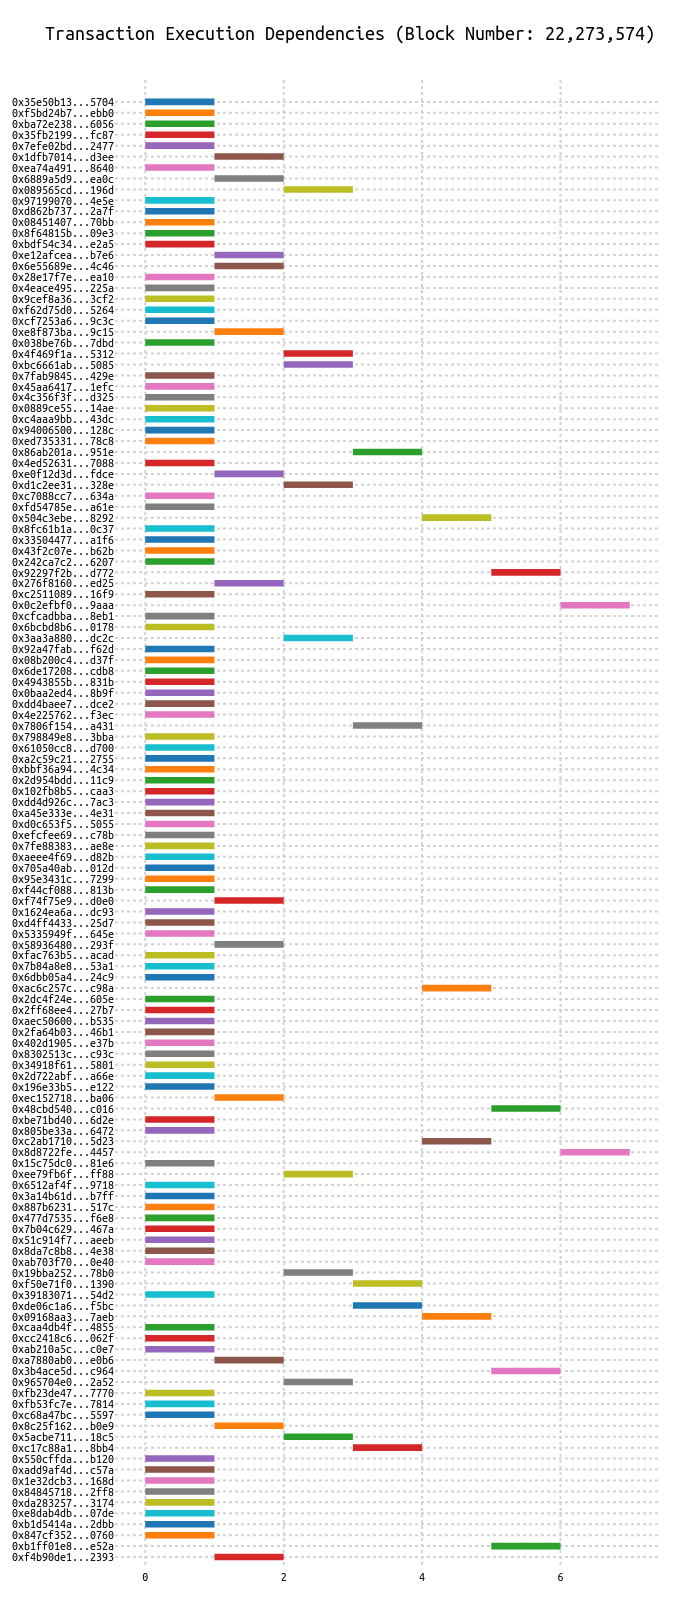 Transaction Execution Dependencies (Block Number: 22,273,574)
0x35e50b13...5704
0xf5bd24b7...ebb0
0xba72e238...6056
0x35fb2199...fc87
0x7efe02bd...2477
0x1dfb7014...d3ee
0xea74a491...8640
0x6889a5d9...ea0c
0x089565cd...196d
0x97199070...4e5e
0xd862b737...2a7f
0x08451407...70bb
0x8f64815b...09e3
0xbdf54c34...e2a5
0xe12afcea...b7e6
0x6e55689e...4c46
0x28e17f7e...ea10
0x4eace495...225a
0x9cef8a36...3cf2
0xf62d75d0...5264
0xcf7253a6...9c3c
0xe8f873ba...9c15
0x038be76b...7dbd
0x4f469f1a...5312
0xbc6661ab...5085
0x7fab9845...429e
0x45aa6417...1efc
0x4c356f3f...d325
0x0889ce55...14ae
0xc4aaa9bb...43dc
0x94006500...128c
0xed735331...78c8
0x86ab201a...951e
0x4ed52631...7088
0xe0f12d3d...fdce
0xd1c2ee31...328e
0xc7088cc7...634a
0xfd54785e...a61e
0x504c3ebe...8292
0x8fc61b1a...0c37
0x33504477...a1f6
0x43f2c07e...b62b
0x242ca7c2...6207
0x92297f2b...d772
0x276f8160...ed25
0xc2511089...16f9
0x0c2efbf0...9aaa
0xcfcadbba...8eb1
0x6bcbd8b6...0178
0x3aa3a880...dc2c
0x92a47fab...f62d
0x08b200c4...d37f
0x6de17208...cdb8
0x4943855b...831b
0x0baa2ed4...8b9f
0xdd4baee7...dce2
0x4e225762...f3ec
0x7806f154...a431
0x798849e8...3bba
0x61050cc8...d700
0xa2c59c21...2755
0xbbf36a94...4c34
0x2d954bdd...11c9
0x102fb8b5...caa3
0xdd4d926c...7ac3
0xa45e333e...4e31
0xd0c653f5...5055
0xefcfee69...c78b
0x7fe88383...ae8e
0xaeee4f69...d82b
0x705a40ab...012d
0x95e3431c...7299
0xf44cf088...813b
0xf74f75e9...d0e0
0x1624ea6a...dc93
0xd4ff4433...25d7
0x5335949f...645e
0x58936480...293f
0xfac763b5...acad
0x7b84a8e8...53a1
0x6dbb05a4...24c9
0xac6c257c...c98a
0x2dc4f24e...605e
0x2ff68ee4...27b7
0xaec50600...b535
0x2fa64b03...46b1
0x402d1905...e37b
0x8302513c...c93c
0x34918f61...5801
0x2d722abf...a66e
0x196e33b5...e122
0xec152718...ba06
0x48cbd540...c016
0xbe71bd40...6d2e
0x805be33a...6472
0xc2ab1710...5d23
0x8d8722fe...4457
0x15c75dc0...81e6
0xee79fb6f...ff88
0x6512af4f...9718
0x3a14b61d...b7ff
0x887b6231...517c
0x477d7535...f6e8
0x7b04c629...467a
0x51c914f7...aeeb
0x8da7c8b8...4e38
0xab703f70...0e40
0x19bba252...78b0
0xf50e71f0...1390
0x39183071...54d2
0xde06c1a6...f5bc
0x09168aa3...7aeb
0xcaa4db4f...4855
0xcc2418c6...062f
0xab210a5c...c0e7
0xa7880ab0...e0b6
0x3b4ace5d...c964
0x965704e0...2a52
0xfb23de47...7770
0xfb53fc7e...7814
0xc68a47bc...5597
0x8c25f162...b0e9
0x5acbe711...18c5
0xc17c88a1...8bb4
0x550cffda...b120
0xadd9af4d...c57a
0x1e32dcb3...168d
0x84845718...2ff8
0xda283257...3174
0xe8dab4db...07de
0xb1d5414a...2dbb
0x847cf352...0760
0xb1ff01e8...e52a
0xf4b90de1...2393
0 2 4 6